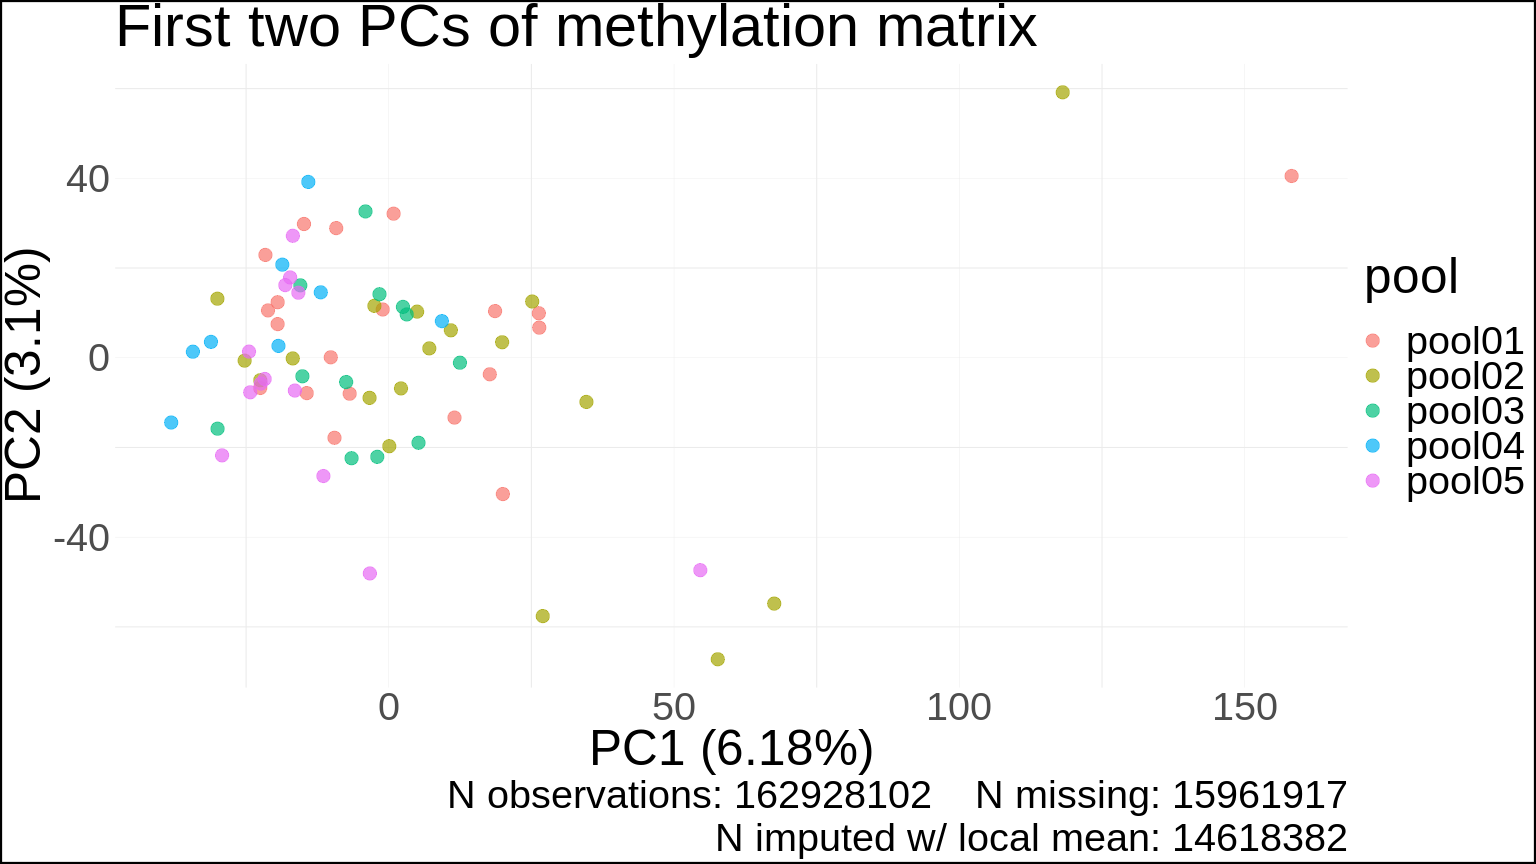 First two PCs of methylation matrix
PC2 (3.1%)
40
0
-40
0
50
100
150
PC1 (6.18%)
pool
pool01
pool02
pool03
pool04
pool05
N observations: 162928102    N missing: 15961917
N imputed w/ local mean: 14618382